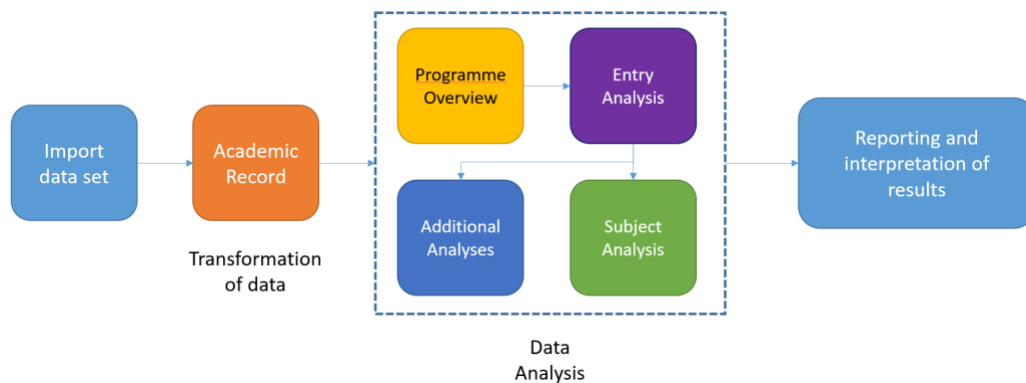 Import
data set
Academic
Record
Transformation
of data
Programme
Overview
Entry
Analysis
Additional
Analyses
Subject
Analysis
Data
Analysis
Reporting and
interpretation of
results